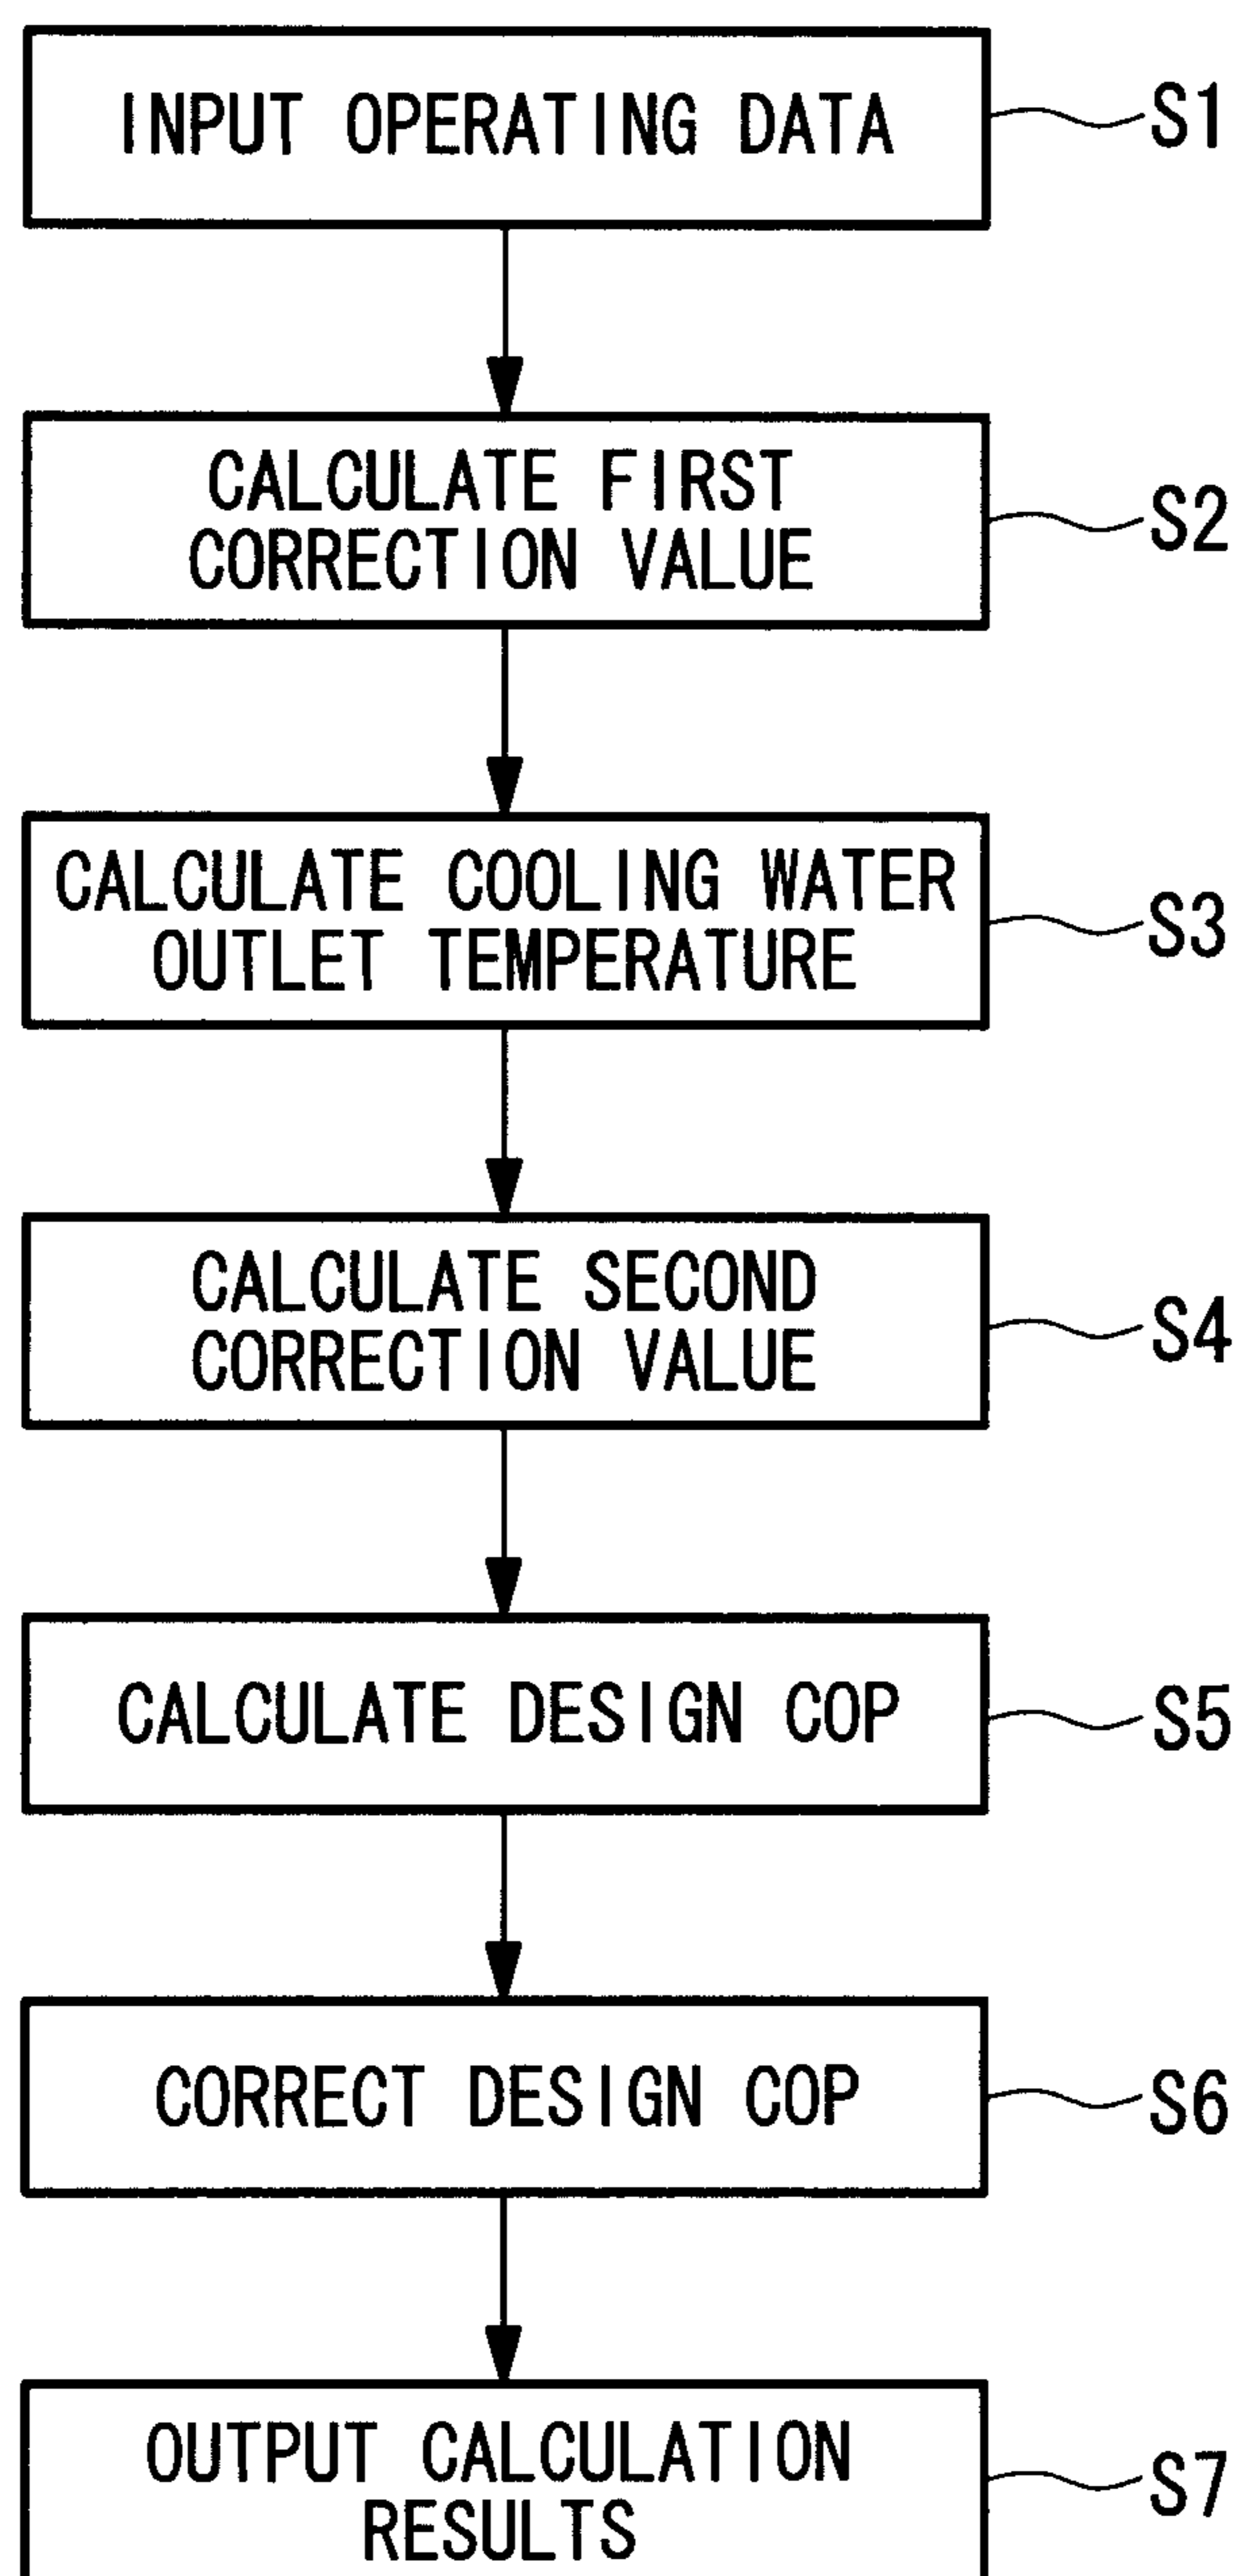 INPUT OPERATING DATA
S1
CALCULATE FIRST
CORRECTION VALUE
S2
CALCULATE COOLING WATER
OUTLET TEMPERATURE
S3
CALCULATE SECOND
CORRECTION VALUE
S4
CALCULATE DESIGN COP
S5
CORRECT DESIGN COP
S6
OUTPUT CALCULATION
RESULTS
S7